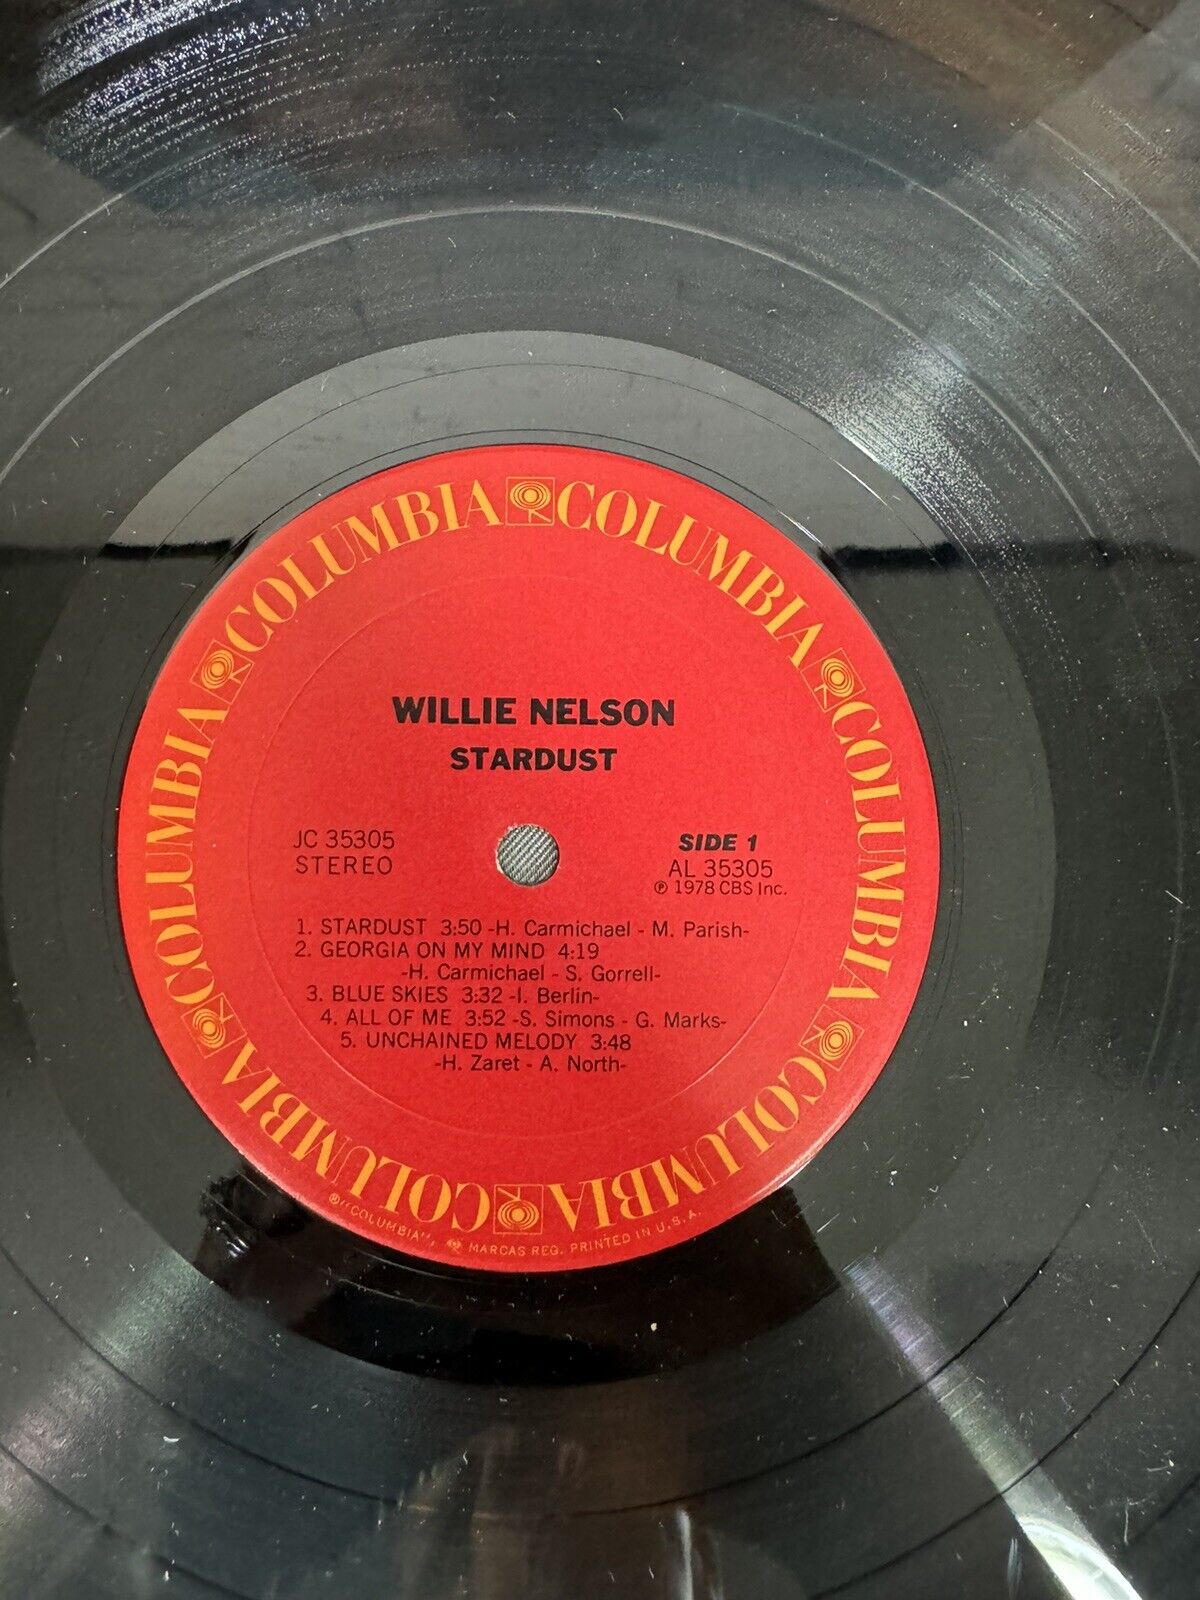 COLUMBIA COLUMBIA COLUMBIA COLUMBIA COLUMBIA COLUMBIA
WILLIE NELSON
STARDUST
JC 35305
STEREO
SIDE 1
AL 35305
℗ 1978 CBS Inc.
1. STARDUST 3:50 -H. Carmichael - M. Parish-
2. GEORGIA ON MY MIND 4:19
-H. Carmichael - S. Gorrell-
3. BLUE SKIES 3:32 -I. Berlin-
4. ALL OF ME 3:52 -S. Simons - G. Marks-
5. UNCHAINED MELODY 3:48
-H. Zaret - A. North-
®"COLUMBIA", MARCAS REG. PRINTED IN U.S.A.